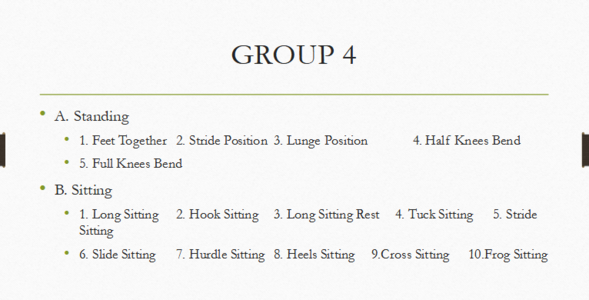 GROUP 4
A. Standing
1. Feet Together 2. Stride Position 3. Lunge Position 4. Half Knees Bend
5. Full Knees Bend
B. Sitting
1. Long Sitting 2. Hook Sitting 3. Long Sitting Rest 4. Tuck Sitting 5. Stride
Sitting
6. Slide Sitting 7. Hurdle Sitting 8. Heels Sitting 9.Cross Sitting 10.Frog Sitting